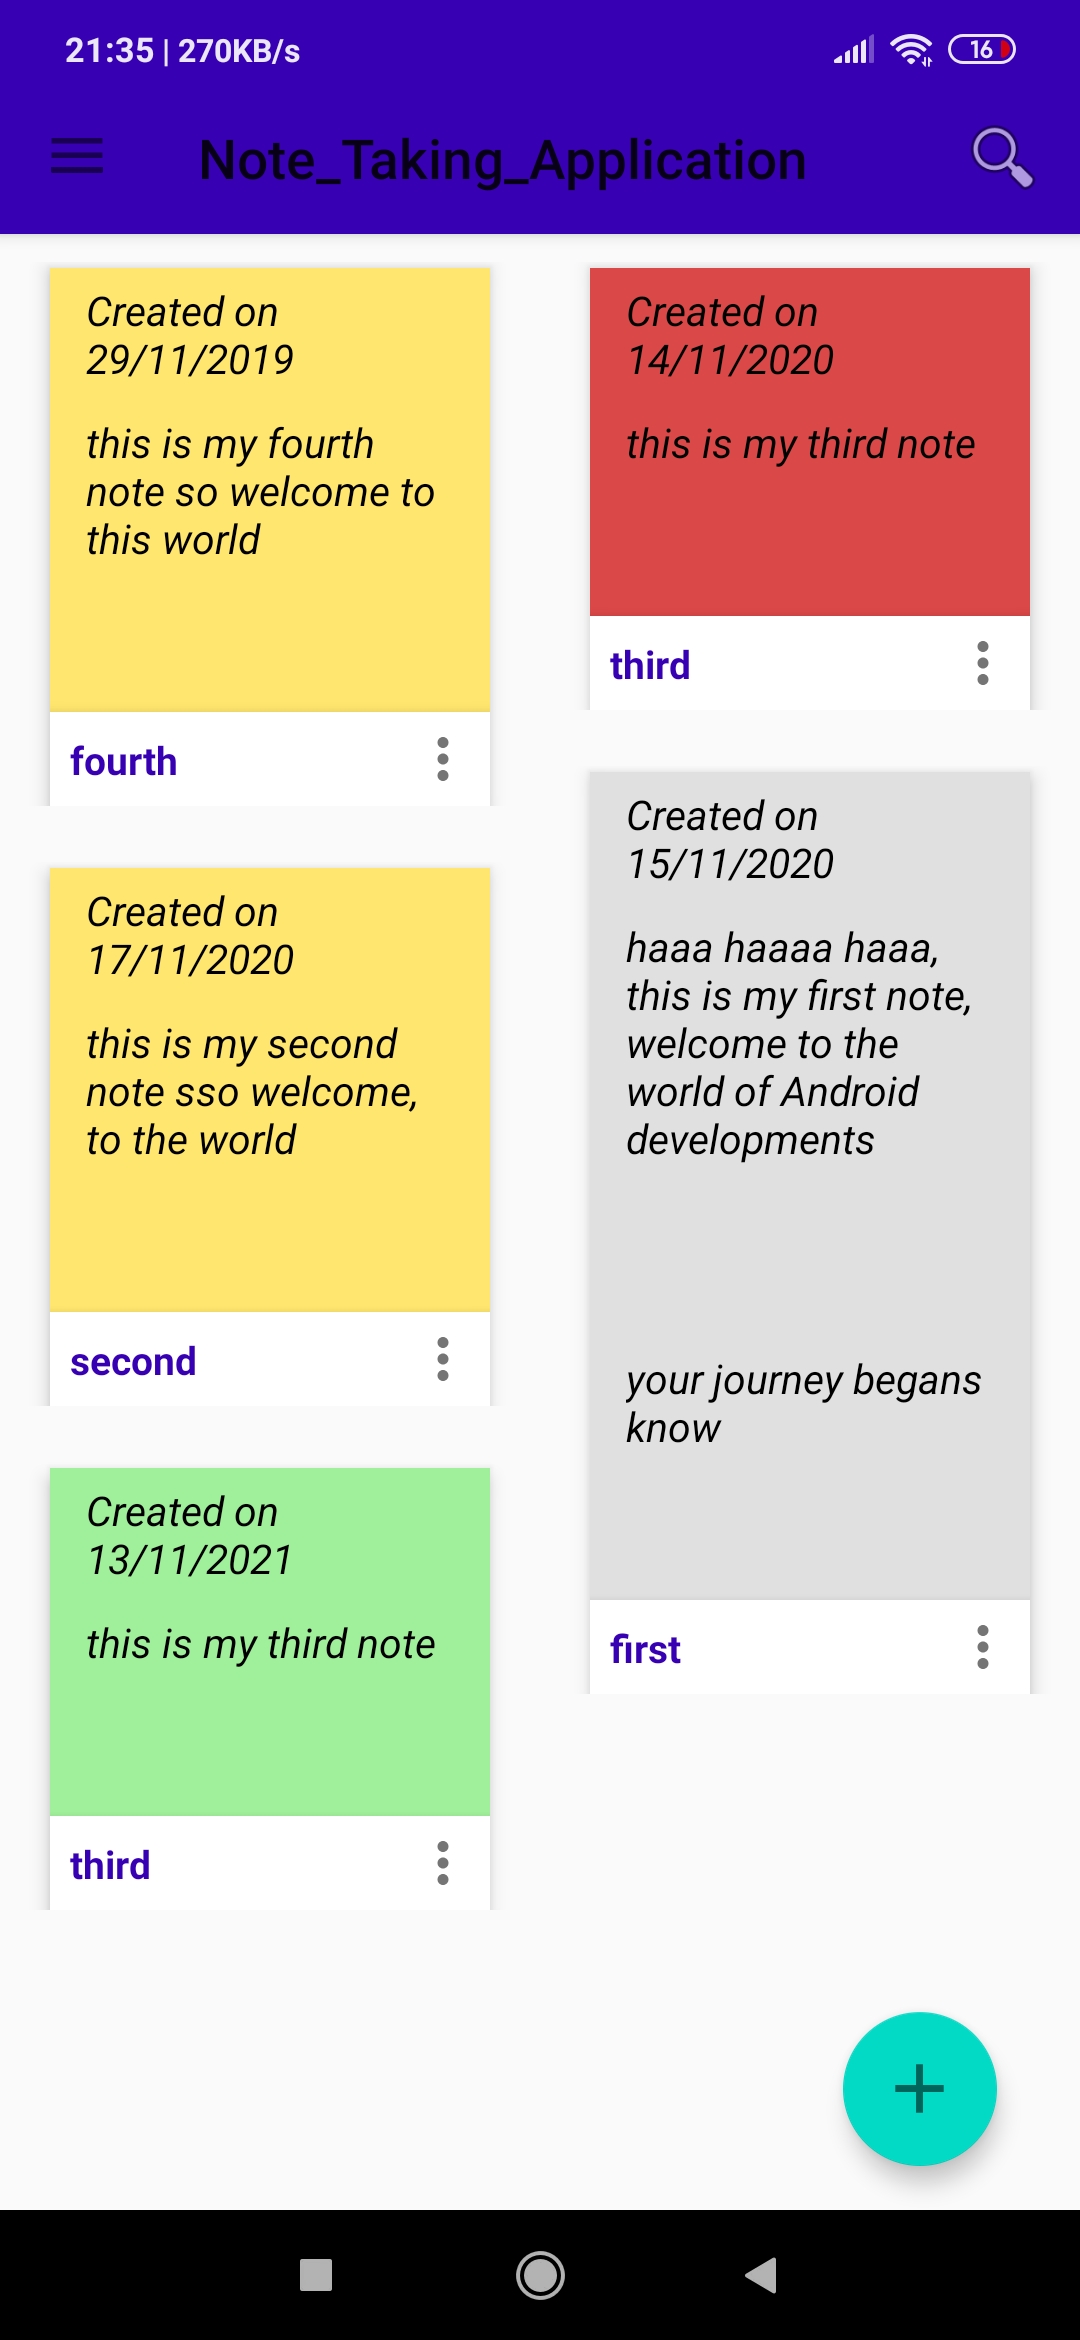 21:35 | 270KB/s
16
Note_Taking_Application
Created on
29/11/2019
this is my fourth
note so welcome to
this world
fourth
Created on
14/11/2020
this is my third note
third
Created on
17/11/2020
this is my second
note sso welcome,
to the world
second
Created on
15/11/2020
haaa haaaa haaa,
this is my first note,
welcome to the
world of Android
developments
your journey begans
know
first
Created on
13/11/2021
this is my third note
third